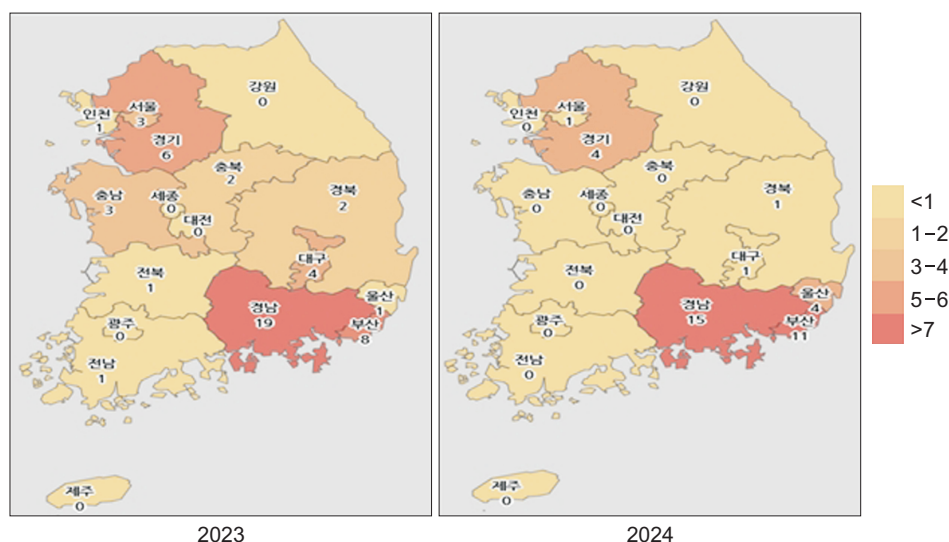 강원
0
서울
3
인천
1
경기
6
충북
2
충남
3
세종
0
대전
0
경북
2
대구
4
전북
1
경남
19
울산
1
부산
8
광주
0
전남
1
제주
0
2023
강원
0
서울
1
인천
0
경기
4
충북
0
충남
0
세종
0
대전
0
경북
1
대구
1
전북
0
경남
15
울산
4
부산
11
광주
0
전남
0
제주
0
2024
<1
1−2
3−4
5−6
>7